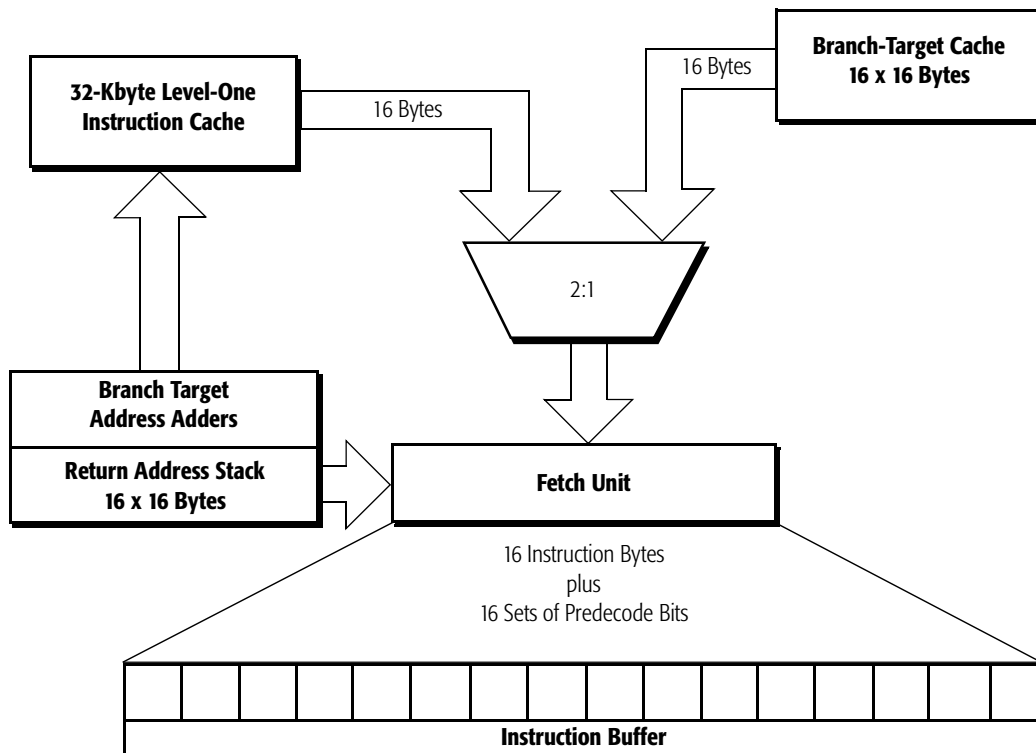 Branch-Target Cache
16 x 16 Bytes
16 Bytes
32-Kbyte Level-One
Instruction Cache
16 Bytes
2:1
Branch Target
Address Adders
Return Address Stack
16 x 16 Bytes
Fetch Unit
16 Instruction Bytes
plus
16 Sets of Predecode Bits
Instruction Buffer